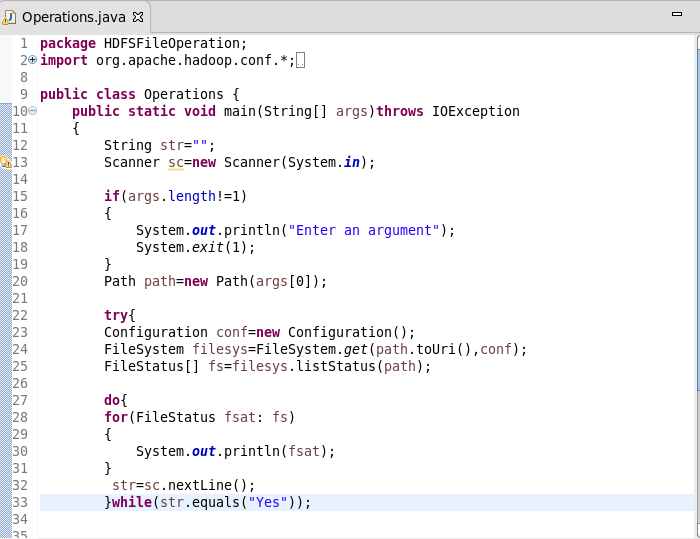 Operations.java
1 package HDFSFileOperation;
2 import org.apache.hadoop.conf.*;
8
9 public class Operations {
10     public static void main(String[] args)throws IOException
11     {
12         String str="";
13         Scanner sc=new Scanner(System.in);
14
15         if(args.length!=1)
16         {
17             System.out.println("Enter an argument");
18             System.exit(1);
19         }
20         Path path=new Path(args[0]);
21
22         try{
23         Configuration conf=new Configuration();
24         FileSystem filesys=FileSystem.get(path.toUri(),conf);
25         FileStatus[] fs=filesys.listStatus(path);
26
27         do{
28         for(FileStatus fsat: fs)
29         {
30             System.out.println(fsat);
31         }
32          str=sc.nextLine();
33         }while(str.equals("Yes"));
34
35